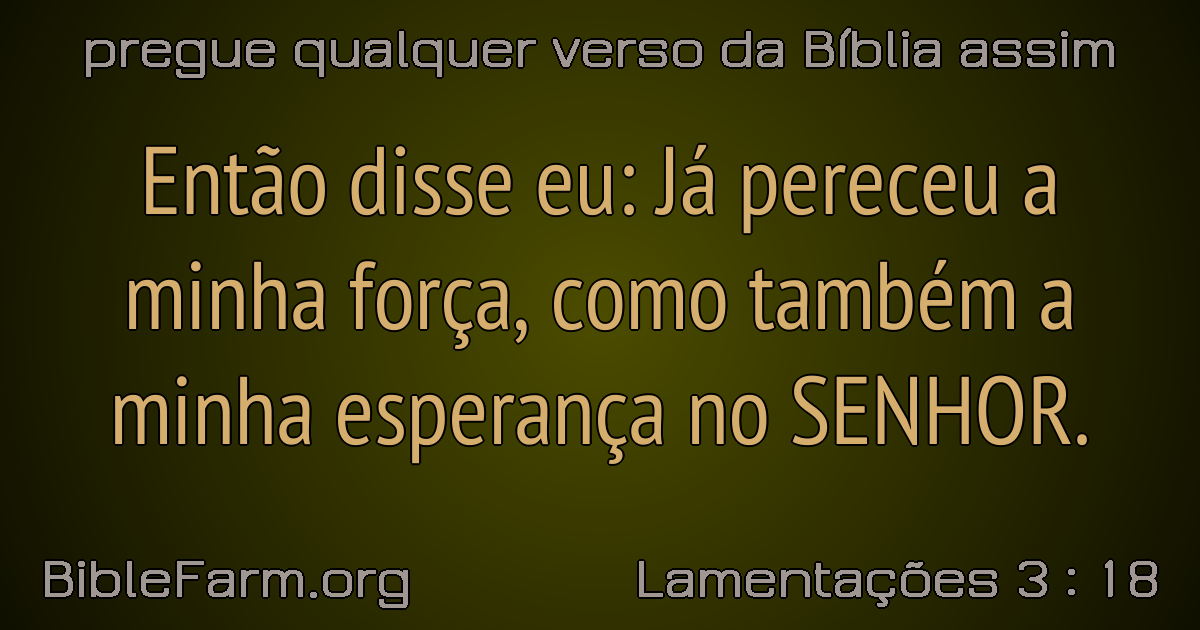 pregue qualquer verso da Bíblia assim
Então disse eu: Já pereceu a
minha força, como também a
minha esperança no SENHOR.
BibleFarm.org
Lamentações 3 : 18